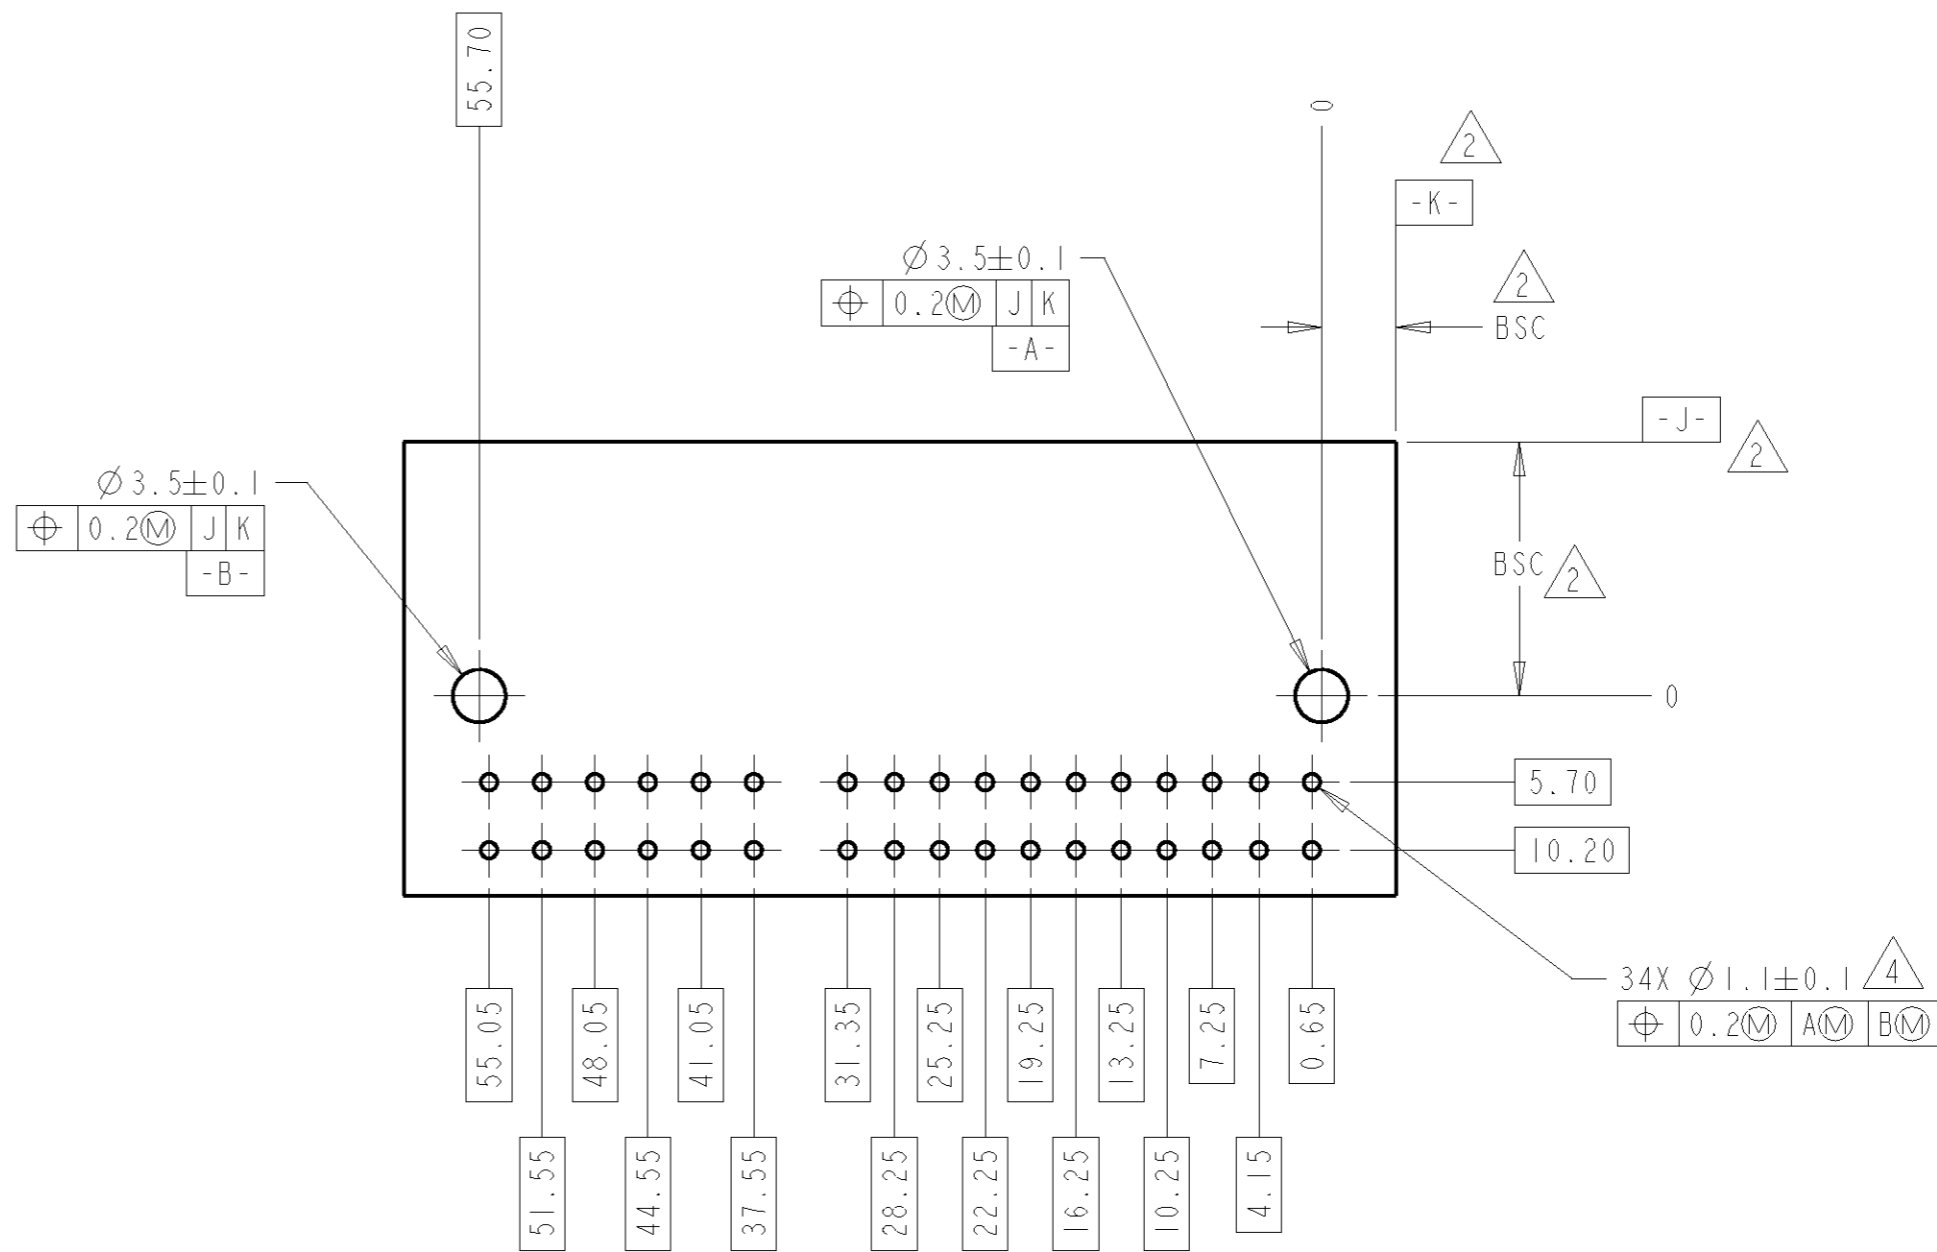 55.70
0
2
-K-
2
BSC
Ø3.5±0.1
⌖ 0.2Ⓜ J K
-A-
-J-
2
Ø3.5±0.1
⌖ 0.2Ⓜ J K
-B-
BSC 2
0
5.70
10.20
34X Ø1.1±0.1 4
⌖ 0.2Ⓜ AⓂ BⓂ
55.05
51.55
48.05
44.55
41.05
37.55
31.35
28.25
25.25
22.25
19.25
16.25
13.25
10.25
7.25
4.15
0.65